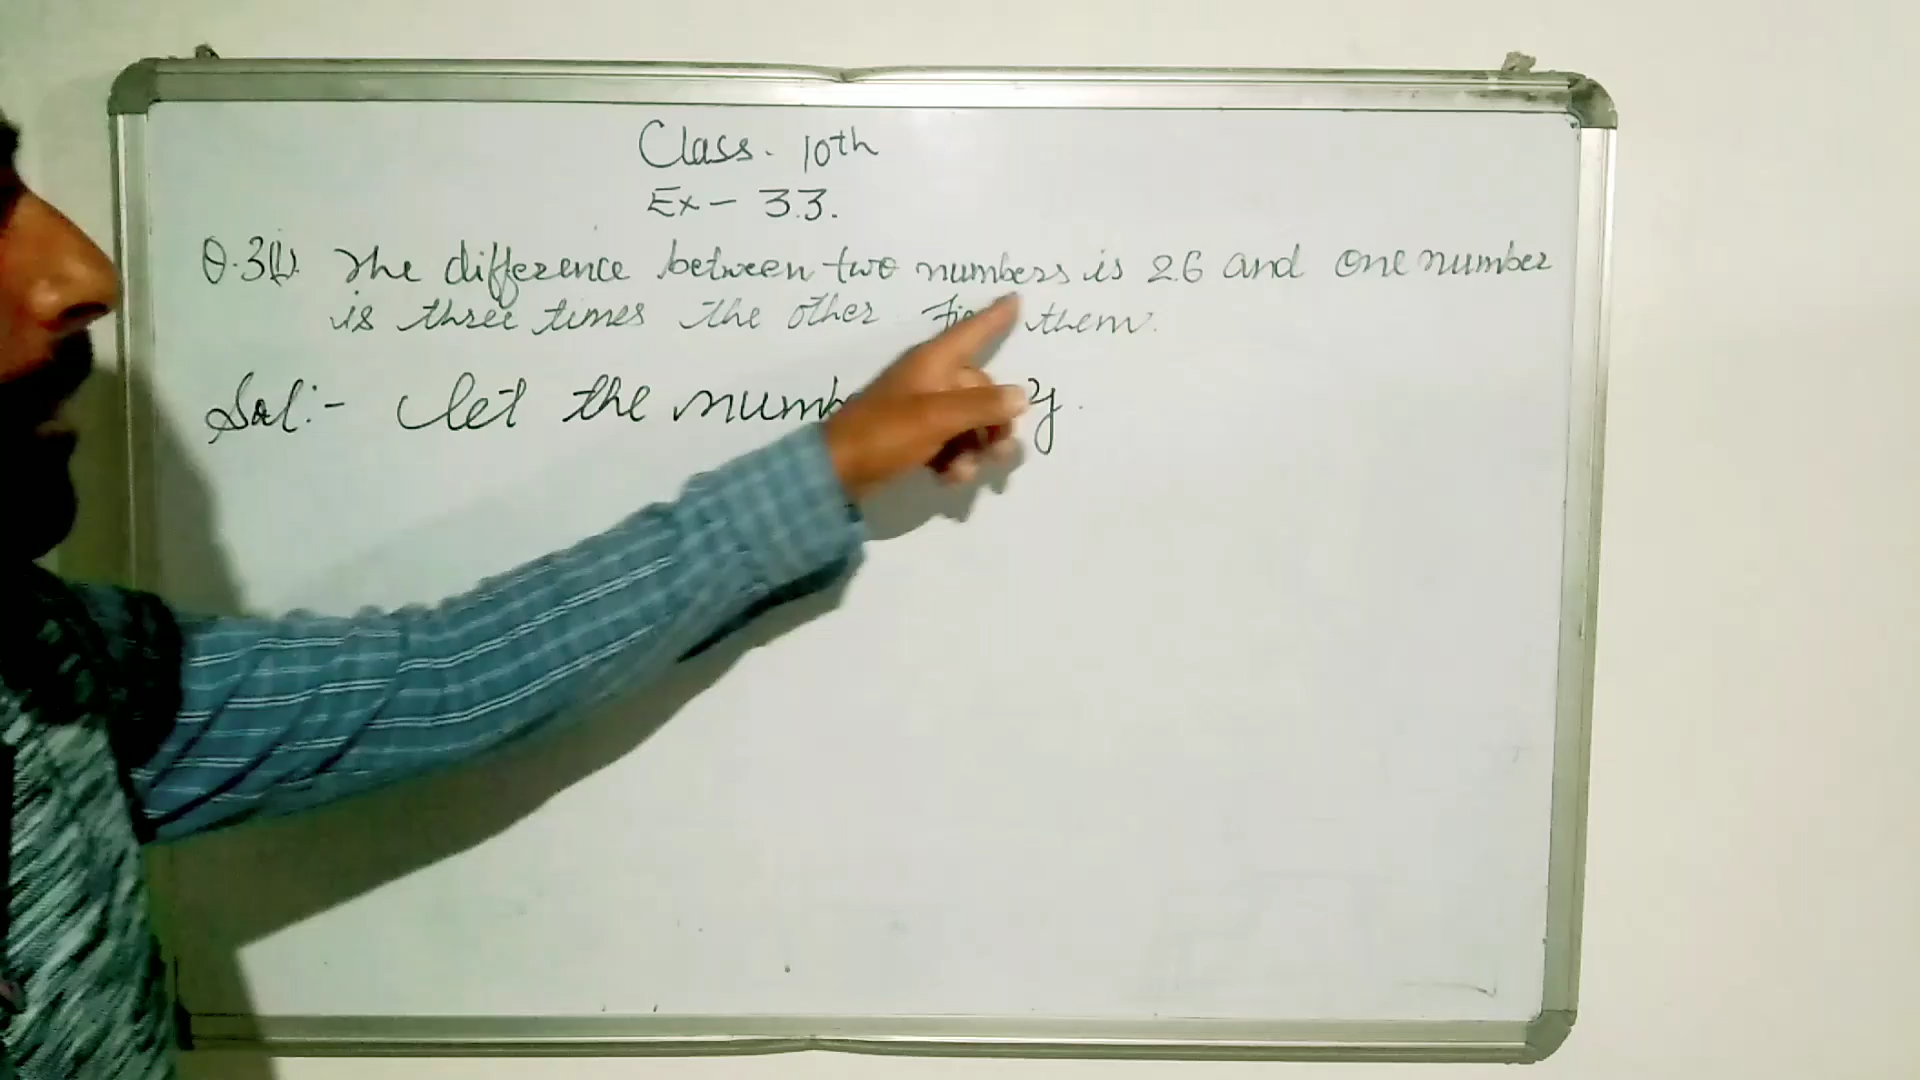 Class. 10th
Ex - 3.3.
Q.3(1). The difference between two numbers is 26 and one number
is three times the other them.
Sol:- let the y.